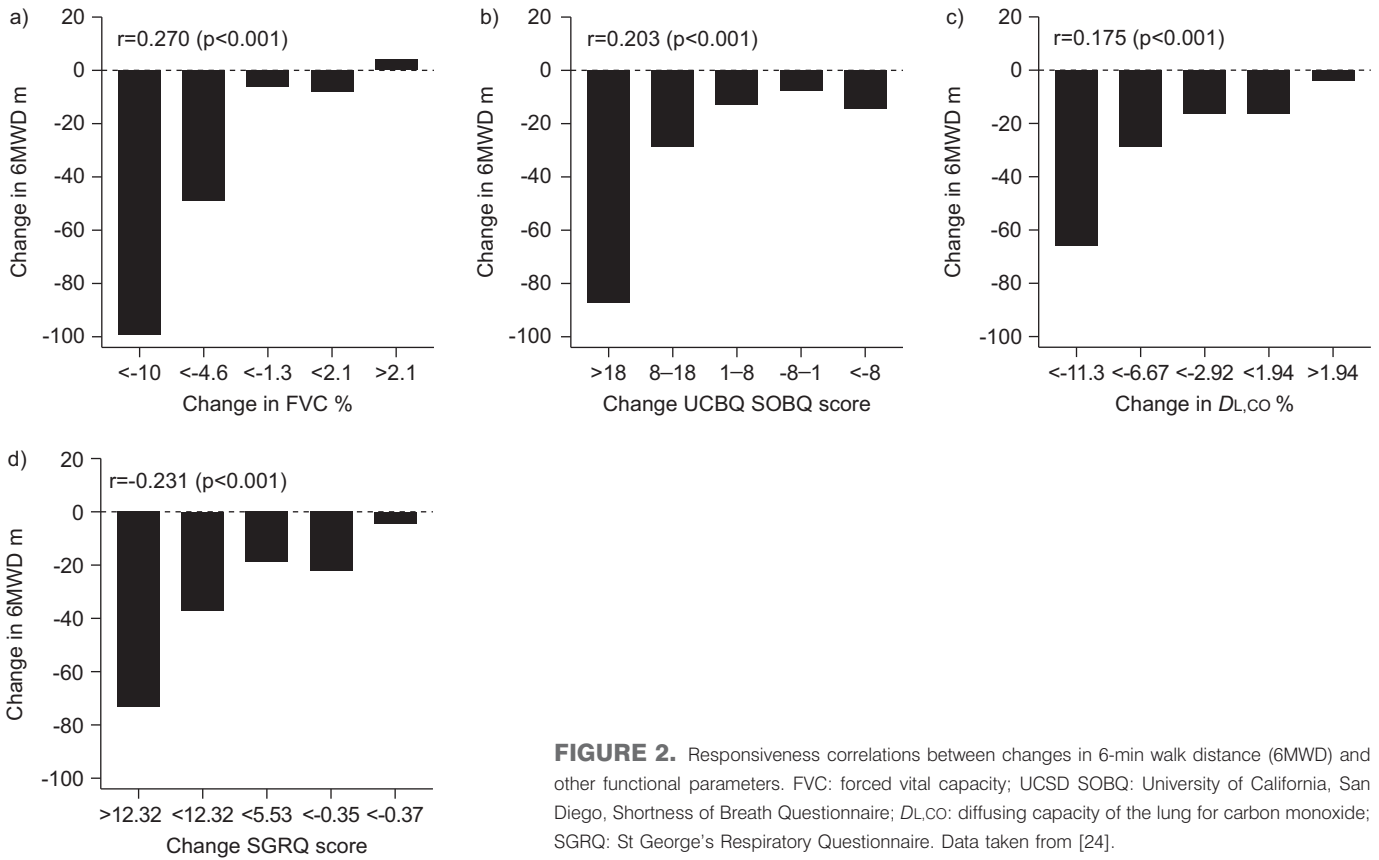 a)
r=0.270 (p<0.001)
20
0
-20
-40
-60
-80
-100
Change in 6MWD m
<-10 <-4.6 <-1.3 <2.1 >2.1
Change in FVC %
b)
r=0.203 (p<0.001)
20
0
-20
-40
-60
-80
-100
Change in 6MWD m
>18 8–18 1–8 -8–1 <-8
Change UCBQ SOBQ score
c)
r=0.175 (p<0.001)
20
0
-20
-40
-60
-80
-100
Change in 6MWD m
<-11.3 <-6.67 <-2.92 <1.94 >1.94
Change in DL,CO %
d)
r=-0.231 (p<0.001)
20
0
-20
-40
-60
-80
-100
Change in 6MWD m
>12.32 <12.32 <5.53 <-0.35 <-0.37
Change SGRQ score
FIGURE 2. Responsiveness correlations between changes in 6-min walk distance (6MWD) and
other functional parameters. FVC: forced vital capacity; UCSD SOBQ: University of California, San
Diego, Shortness of Breath Questionnaire; DL,CO: diffusing capacity of the lung for carbon monoxide;
SGRQ: St George's Respiratory Questionnaire. Data taken from [24].